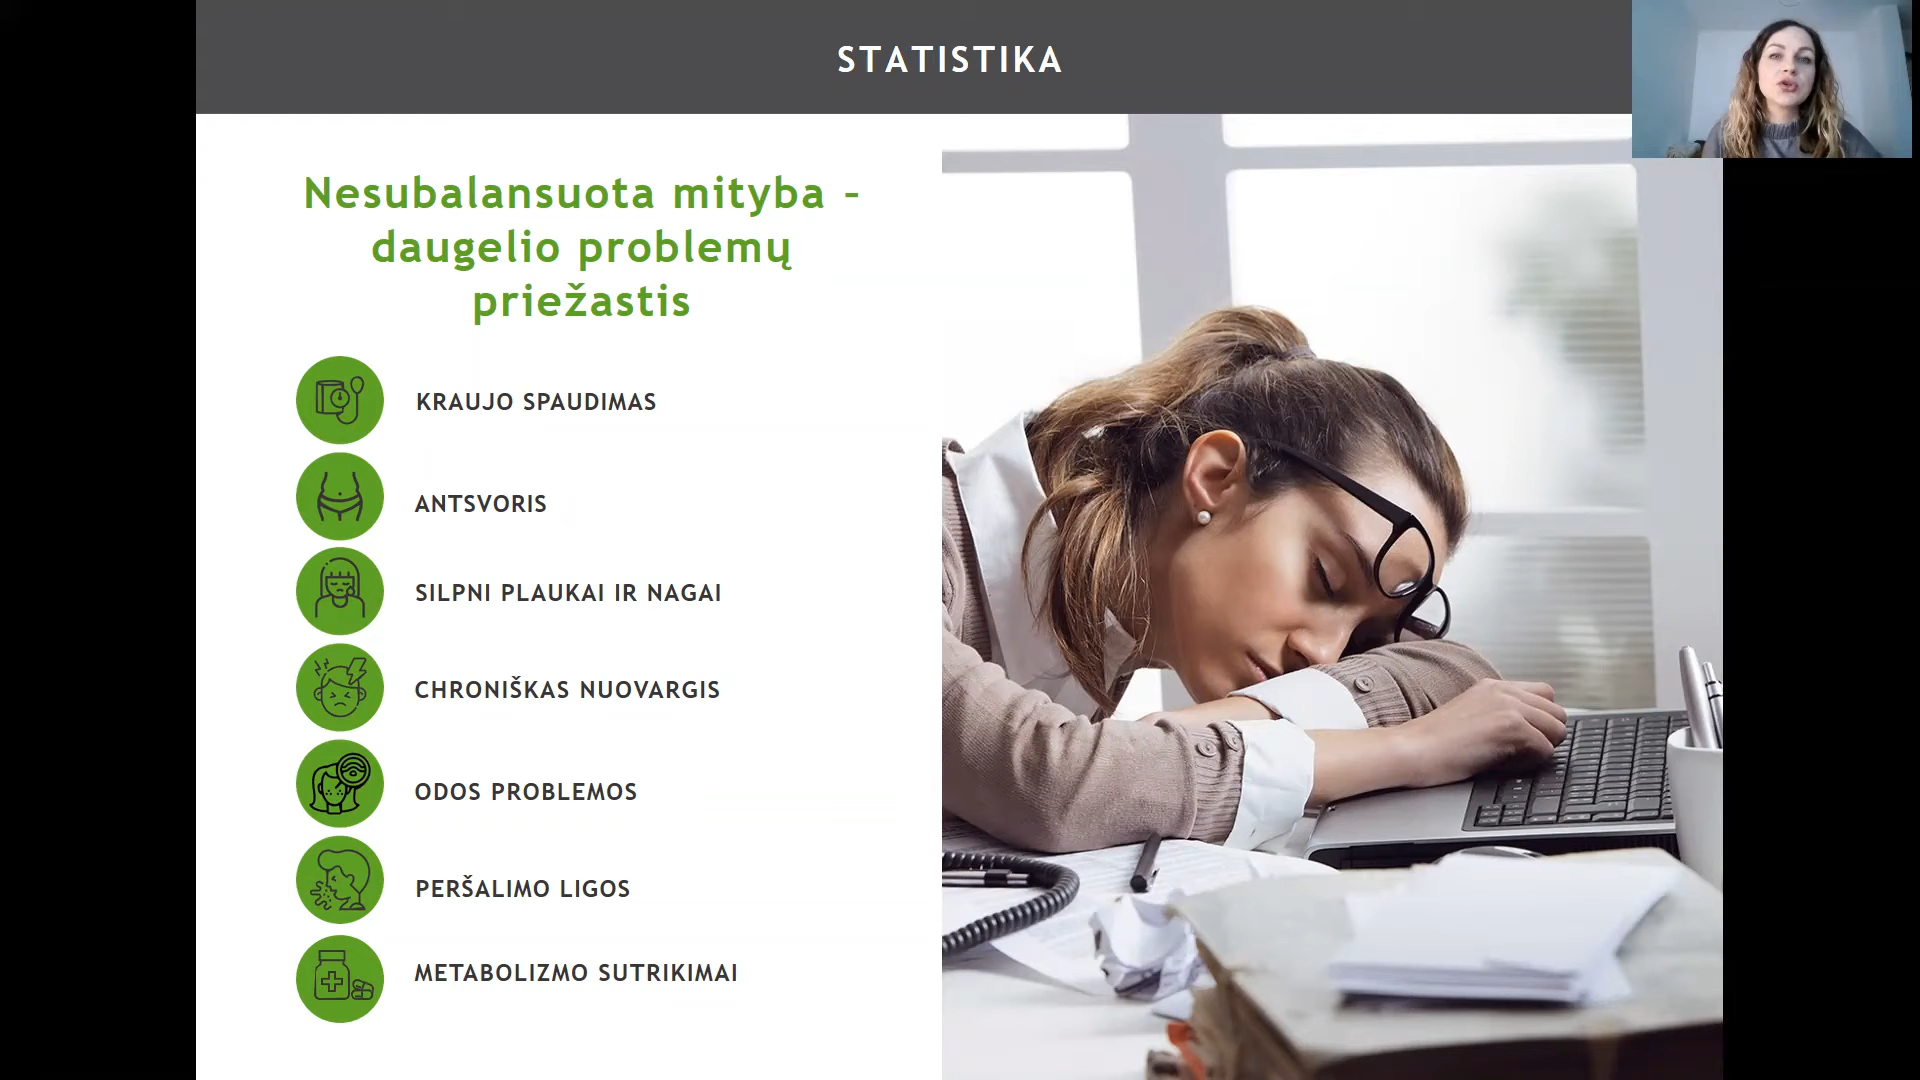 STATISTIKA
Nesubalansuota mityba –
daugelio problemų
priežastis
KRAUJO SPAUDIMAS
ANTSVORIS
SILPNI PLAUKAI IR NAGAI
CHRONIŠKAS NUOVARGIS
ODOS PROBLEMOS
PERŠALIMO LIGOS
METABOLIZMO SUTRIKIMAI